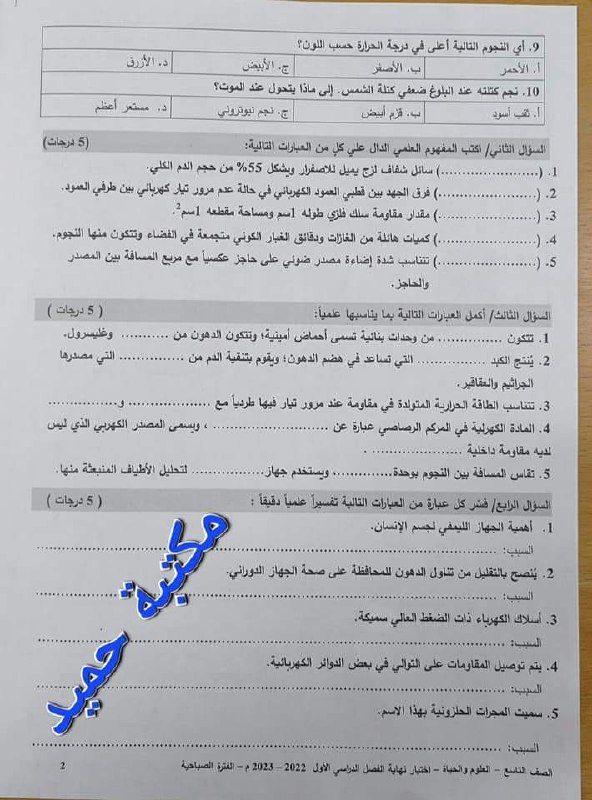 9. أي النجوم التالية أعلى في درجة الحرارة حسب اللون؟
أ. الأحمر ب. الأصفر ج. الأبيض د. الأزرق
10. نجم كتلته عند البلوغ ضعفي كتلة الشمس. إلى ماذا يتحول عند الموت؟
أ. ثقب أسود ب. قزم أبيض ج. نجم نيوتروني د. مستعر أعظم
السؤال الثاني/ اكتب المفهوم العلمي الدال علي كل من العبارات التالية: (5 درجات)
1. (......................) سائل شفاف لزج يميل للاصفرار ويشكل 55% من حجم الدم الكلي.
2. (......................) فرق الجهد بين قطبي العمود الكهربائي في حالة عدم مرور تيار كهربائي بين طرفي العمود.
3. (......................) مقدار مقاومة سلك فلزي طوله 1سم ومساحة مقطعه 1سم2.
4. (......................) كميات هائلة من الغازات ودقائق الغبار الكوني متجمعة في الفضاء وتتكون منها النجوم.
5. (......................) تتناسب شدة إضاءة مصدر ضوئي على حاجز عكسياً مع مربع المسافة بين المصدر
والحاجز.
السؤال الثالث/ أكمل العبارات التالية بما يناسبها علمياً: ( 5 درجات )
1. تتكون .............. من وحدات بنائية تسمى أحماض أمينية؛ وتتكون الدهون من ........... وغليسرول.
2. يُنتج الكبد .............. التي تساعد في هضم الدهون؛ ويقوم بتنقية الدم من .............. التي مصدرها
الجراثيم والعقاقير.
3. تتناسب الطاقة الحرارية المتولدة في مقاومة عند مرور تيار فيها طردياً مع ................ و................
4. المادة الكهرلية في المركم الرصاصي عبارة عن .................. ، ويسمى المصدر الكهربي الذي ليس
لديه مقاومة داخلية .................. .
5. تقاس المسافة بين النجوم بوحدة.............، ويستخدم جهاز.............. لتحليل الأطياف المنبعثة منها.
السؤال الرابع/ فسّر كل عبارة من العبارات التالية تفسيراً علمياً دقيقاً : ( 5 درجات )
1. أهمية الجهاز الليمفي لجسم الإنسان.
السبب: ......................................................
2. يُنصح بالتقليل من تناول الدهون للمحافظة على صحة الجهاز الدوراني.
السبب : ......................................................
3. أسلاك الكهرباء ذات الضغط العالي سميكة.
السبب: ......................................................
4. يتم توصيل المقاومات على التوالي في بعض الدوائر الكهربائية.
السبب: ......................................................
5. سميت المجرات الحلزونية بهذا الاسم.
السبب: ......................................................
الصف التاسع – العلوم والحياة – اختبار نهاية الفصل الدراسي الأول 2022 – 2023 م – الفترة الصباحية 2
مكتبة حميد